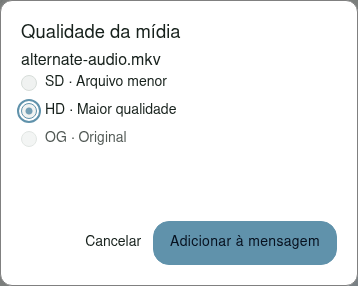 Qualidade da mídia
alternate-audio.mkv
SD · Arquivo menor
HD · Maior qualidade
OG · Original
Cancelar
Adicionar à mensagem